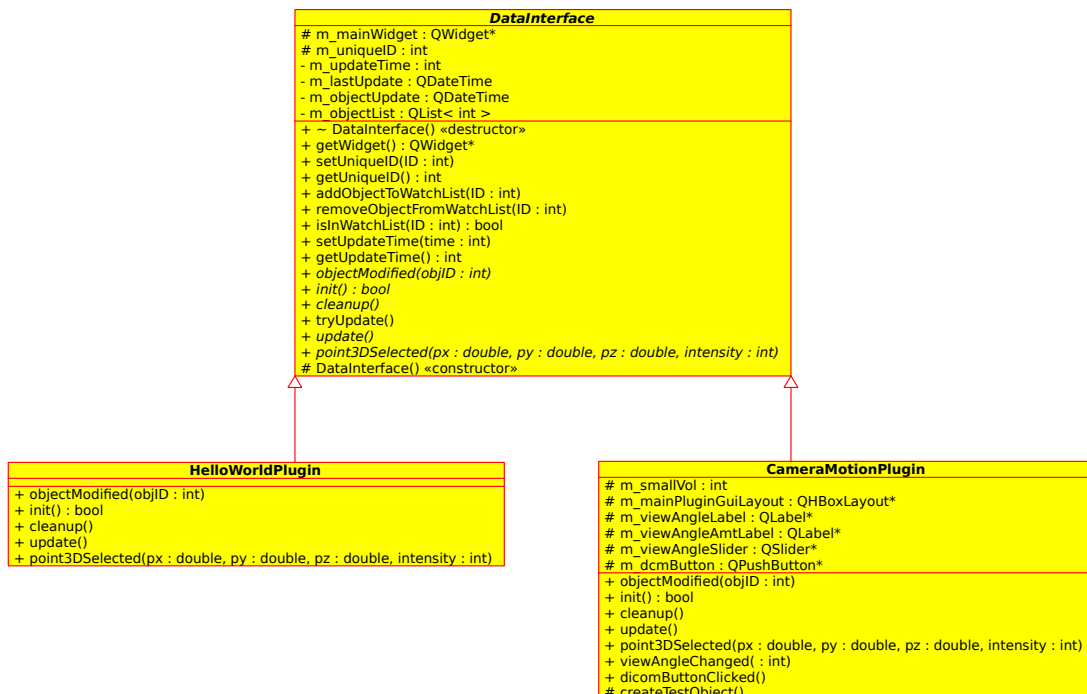 DataInterface
# m_mainWidget : QWidget*
# m_uniqueID : int
- m_updateTime : int
- m_lastUpdate : QDateTime
- m_objectUpdate : QDateTime
- m_objectList : QList< int >
+ ~ DataInterface() «destructor»
+ getWidget() : QWidget*
+ setUniqueID(ID : int)
+ getUniqueID() : int
+ addObjectToWatchList(ID : int)
+ removeObjectFromWatchList(ID : int)
+ isInWatchList(ID : int) : bool
+ setUpdateTime(time : int)
+ getUpdateTime() : int
+ objectModified(objID : int)
+ init() : bool
+ cleanup()
+ tryUpdate()
+ update()
+ point3DSelected(px : double, py : double, pz : double, intensity : int)
# DataInterface() «constructor»
HelloWorldPlugin
+ objectModified(objID : int)
+ init() : bool
+ cleanup()
+ update()
+ point3DSelected(px : double, py : double, pz : double, intensity : int)
CameraMotionPlugin
# m_smallVol : int
# m_mainPluginGuiLayout : QHBoxLayout*
# m_viewAngleLabel : QLabel*
# m_viewAngleAmtLabel : QLabel*
# m_viewAngleSlider : QSlider*
# m_dcmButton : QPushButton*
+ objectModified(objID : int)
+ init() : bool
+ cleanup()
+ update()
+ point3DSelected(px : double, py : double, pz : double, intensity : int)
+ viewAngleChanged( : int)
+ dicomButtonClicked()
# createTestObject()